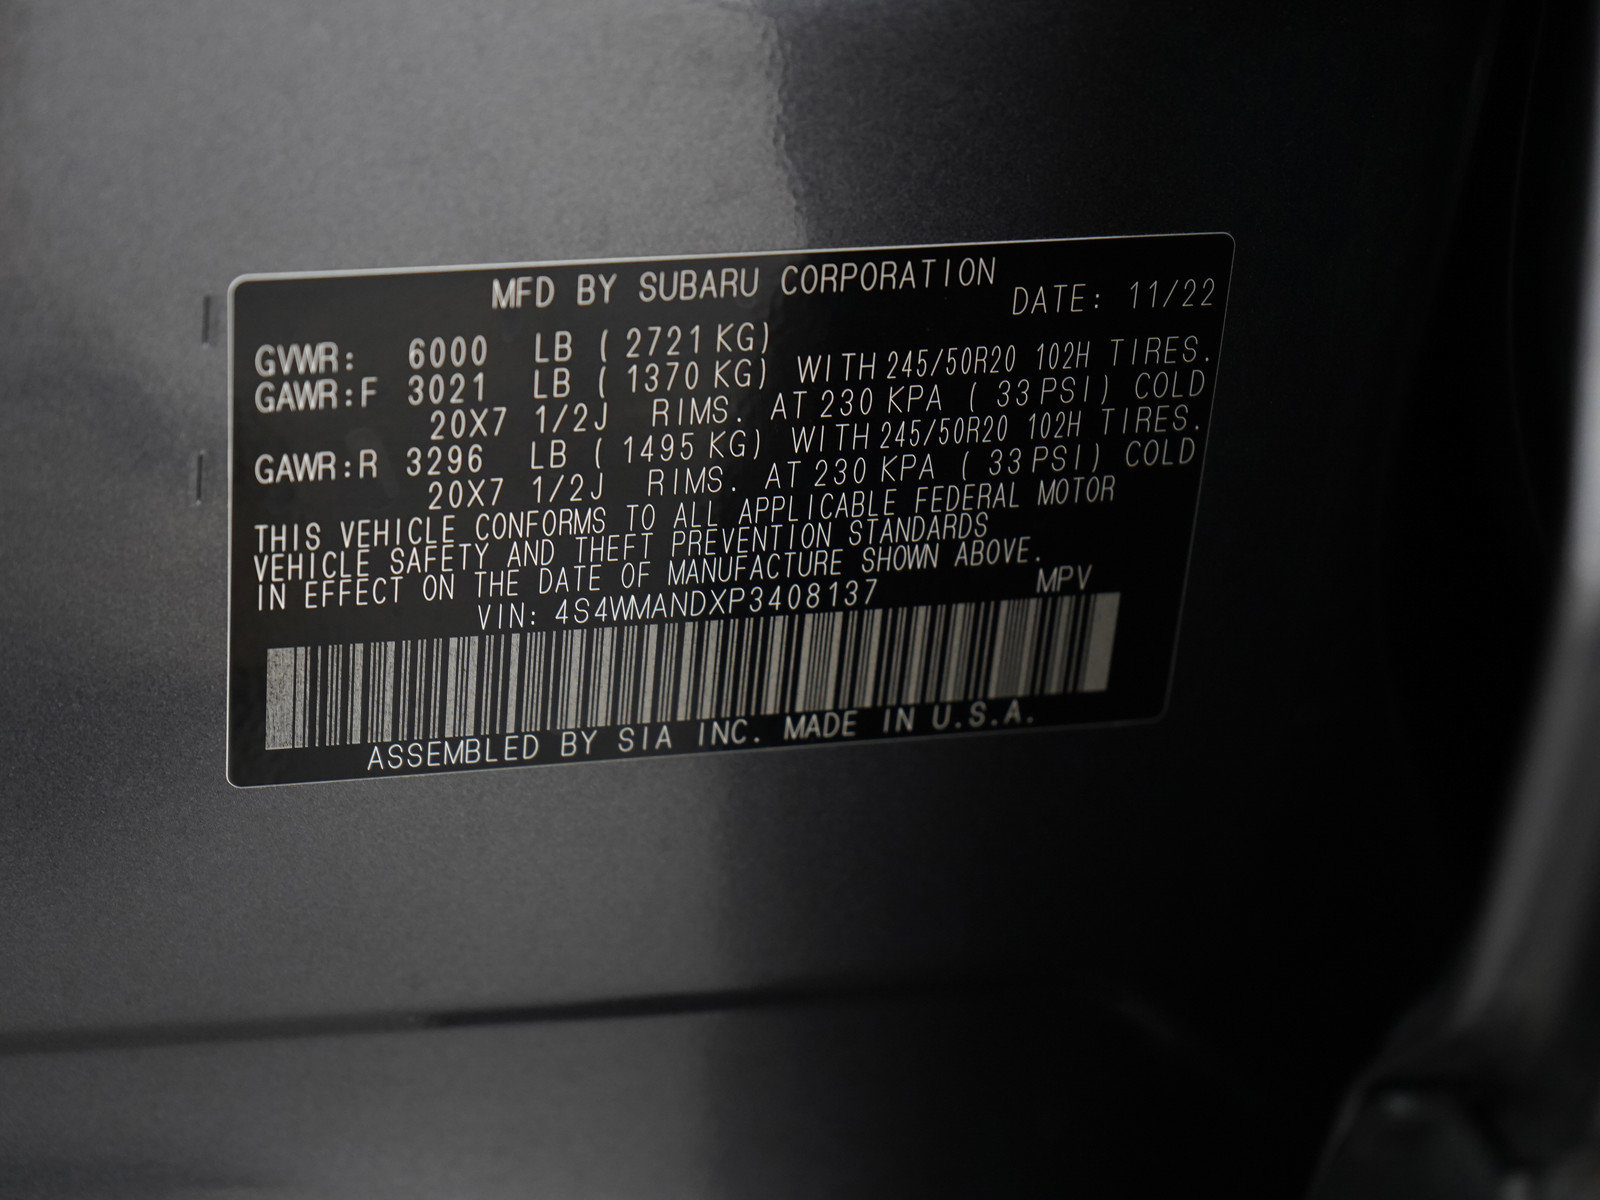 MFD BY SUBARU CORPORATION
DATE: 11/22
GVWR: 6000 LB ( 2721 KG)
GAWR:F 3021 LB ( 1370 KG) WITH 245/50R20 102H TIRES.
20X7 1/2J RIMS. AT 230 KPA ( 33 PSI) COLD
GAWR:R 3296 LB ( 1495 KG) WITH 245/50R20 102H TIRES.
20X7 1/2J RIMS. AT 230 KPA ( 33 PSI) COLD
THIS VEHICLE CONFORMS TO ALL APPLICABLE FEDERAL MOTOR
VEHICLE SAFETY AND THEFT PREVENTION STANDARDS
IN EFFECT ON THE DATE OF MANUFACTURE SHOWN ABOVE.
VIN: 4S4WMANDXP3408137 MPV
ASSEMBLED BY SIA INC. MADE IN U.S.A.